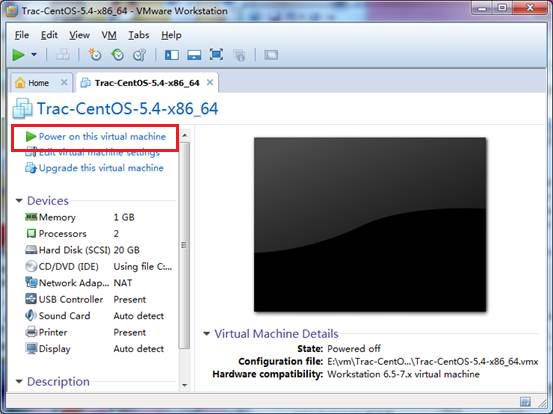 Trac-CentOS-5.4-x86_64 - VMware Workstation
File Edit View VM Tabs Help
Home Trac-CentOS-5.4-x86_64
Trac-CentOS-5.4-x86_64
Power on this virtual machine
Edit virtual machine settings
Upgrade this virtual machine
Devices
Memory 1 GB
Processors 2
Hard Disk (SCSI) 20 GB
CD/DVD (IDE) Using file C:...
Network Adap... NAT
USB Controller Present
Sound Card Auto detect
Printer Present
Display Auto detect
Description
Virtual Machine Details
State: Powered off
Configuration file: E:\vm\Trac-CentO...\Trac-CentOS-5.4-x86_64.vmx
Hardware compatibility: Workstation 6.5-7.x virtual machine